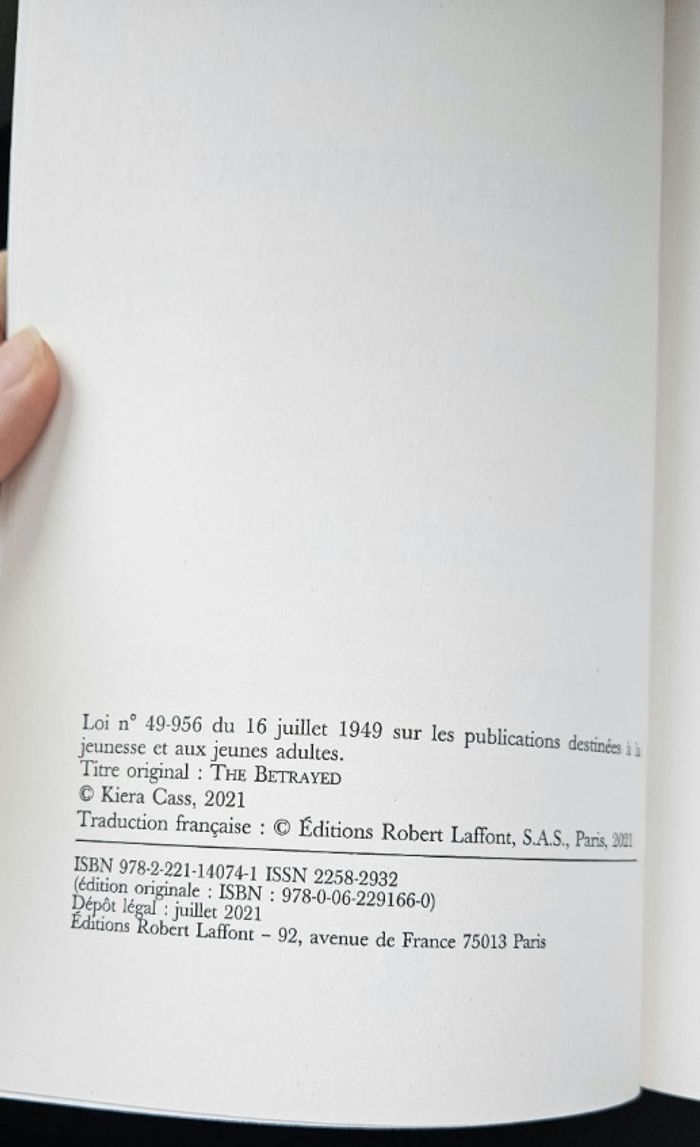 Loi n° 49-956 du 16 juillet 1949 sur les publications destinées à la
jeunesse et aux jeunes adultes.
Titre original : THE BETRAYED
© Kiera Cass, 2021
Traduction française : © Éditions Robert Laffont, S.A.S., Paris, 2021
ISBN 978-2-221-14074-1 ISSN 2258-2932
(édition originale : ISBN : 978-0-06-229166-0)
Dépôt légal : juillet 2021
Éditions Robert Laffont – 92, avenue de France 75013 Paris